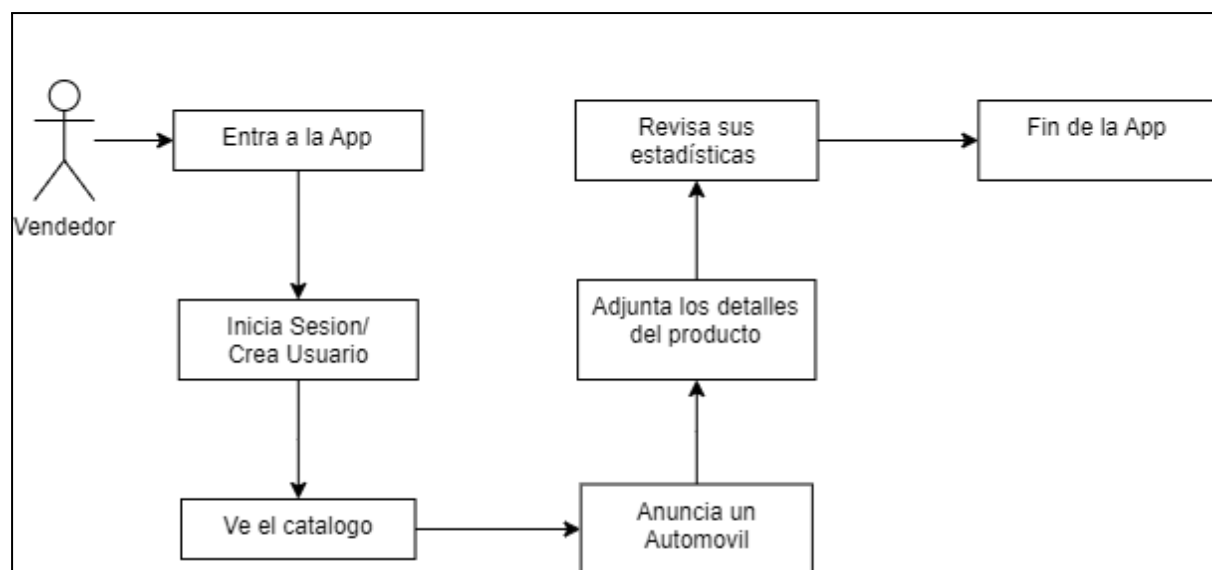 Vendedor
Entra a la App
Inicia Sesion/
Crea Usuario
Ve el catalogo
Anuncia un
Automovil
Adjunta los detalles
del producto
Revisa sus
estadísticas
Fin de la App